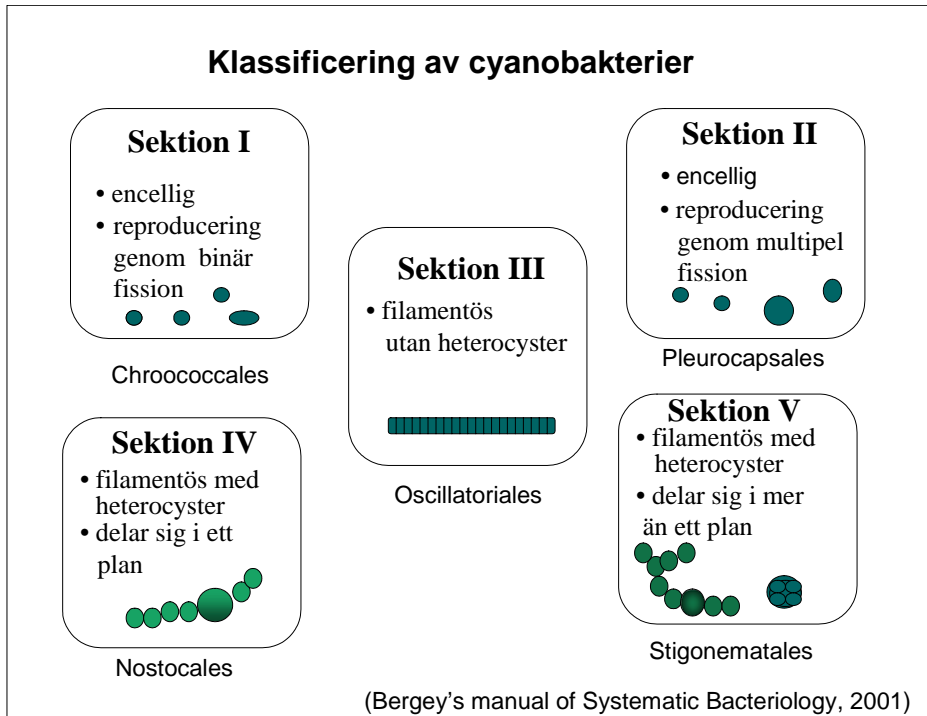 Klassificering av cyanobakterier
Sektion I
• encellig
• reproducering
genom binär
fission
Chroococcales
Sektion II
• encellig
• reproducering
genom multipel
fission
Pleurocapsales
Sektion III
• filamentös
utan heterocyster
Oscillatoriales
Sektion IV
• filamentös med
heterocyster
• delar sig i ett
plan
Nostocales
Sektion V
• filamentös med
heterocyster
• delar sig i mer
än ett plan
Stigonematales
(Bergey's manual of Systematic Bacteriology, 2001)